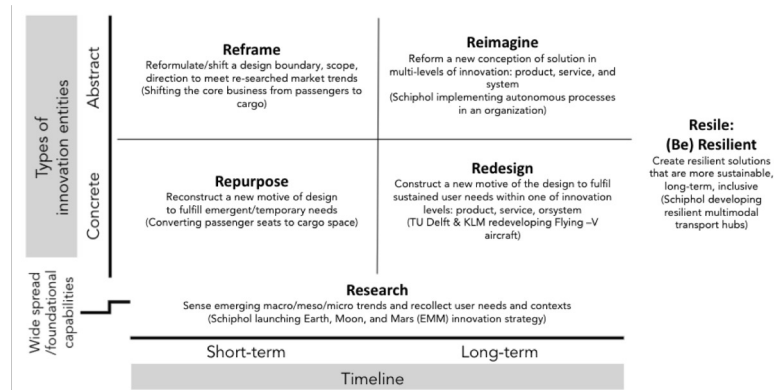 Types of
innovation entities
Abstract
Concrete
Wide spread
/foundational
capabilities
Reframe
Reformulate/shift a design boundary, scope,
direction to meet re-searched market trends
(Shifting the core business from passengers to
cargo)
Reimagine
Reform a new conception of solution in
multi-levels of innovation: product, service, and
system
(Schiphol implementing autonomous processes
in an organization)
Repurpose
Reconstruct a new motive of design
to fulfill emergent/temporary needs
(Converting passenger seats to cargo space)
Redesign
Construct a new motive of the design to fulfil
sustained user needs within one of innovation
levels: product, service, orsystem
(TU Delft & KLM redeveloping Flying –V
aircraft)
Resile:
(Be) Resilient
Create resilient solutions
that are more sustainable,
long-term, inclusive
(Schiphol developing
resilient multimodal
transport hubs)
Research
Sense emerging macro/meso/micro trends and recollect user needs and contexts
(Schiphol launching Earth, Moon, and Mars (EMM) innovation strategy)
Short-term
Long-term
Timeline